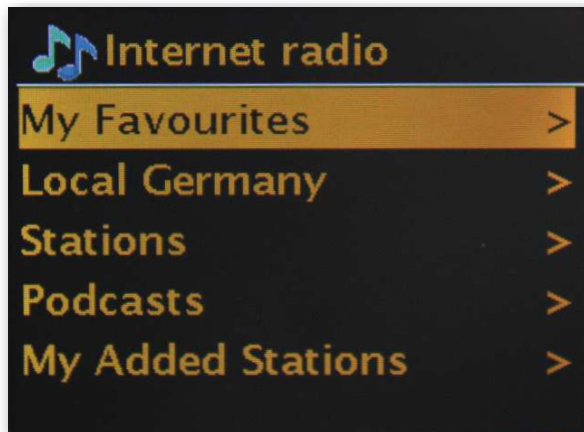 Internet radio
My Favourites >
Local Germany >
Stations >
Podcasts >
My Added Stations >